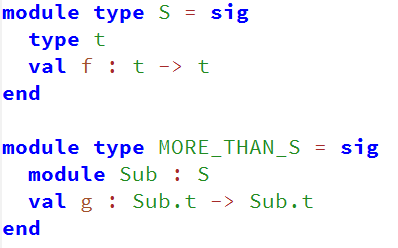 module type S = sig
  type t
  val f : t -> t
end

module type MORE_THAN_S = sig
  module Sub : S
  val g : Sub.t -> Sub.t
end